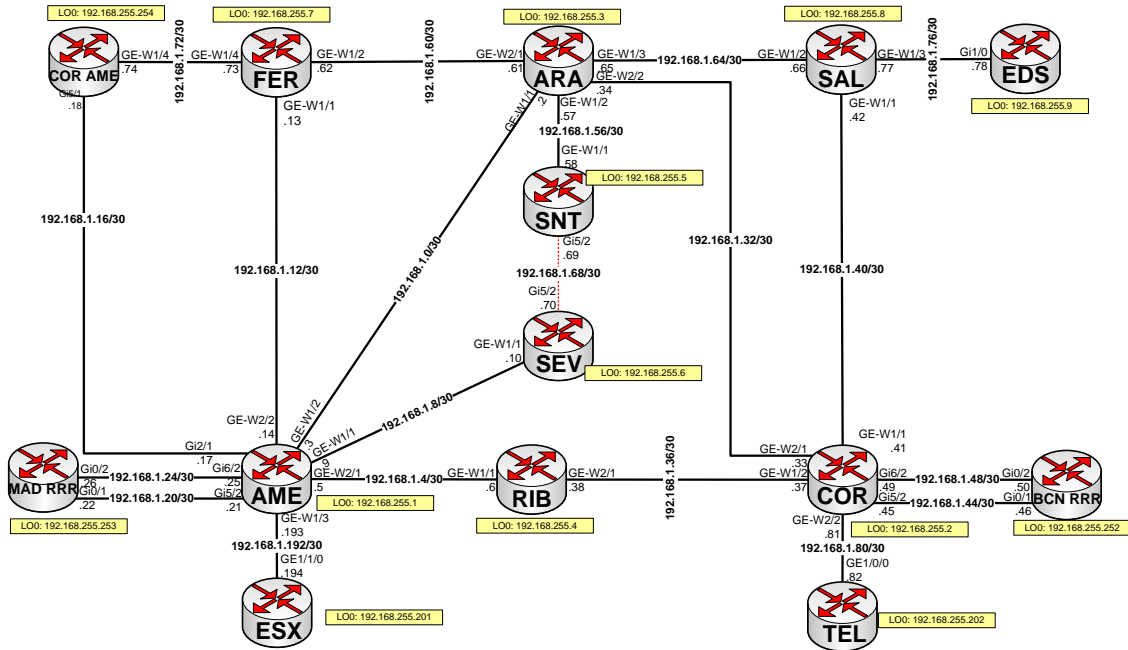 LO0: 192.168.255.254
LO0: 192.168.255.7
LO0: 192.168.255.3
LO0: 192.168.255.8
COR AME
GE-W1/4
.74
192.168.1.72/30
GE-W1/4
.73
FER
GE-W1/2
.62
192.168.1.60/30
GE-W2/1
.61
ARA
GE-W1/3
.65
192.168.1.64/30
GE-W1/2
.66
SAL
GE-W1/3
.77
192.168.1.76/30
Gi1/0
.78
EDS
LO0: 192.168.255.9
Gi5/1
.18
GE-W1/1
.13
GE-W1/1
.2
GE-W1/2
.57
GE-W2/2
.34
GE-W1/1
.42
192.168.1.56/30
GE-W1/1
.58
LO0: 192.168.255.5
SNT
192.168.1.16/30
192.168.1.12/30
192.168.1.0/30
Gi5/2
.69
192.168.1.32/30
192.168.1.68/30
192.168.1.40/30
Gi5/2
.70
GE-W1/1
.10
SEV
LO0: 192.168.255.6
192.168.1.8/30
GE-W2/2
.14
GE-W1/2
.3
GE-W1/1
.9
Gi2/1
.17
MAD RRR
Gi0/2
.26
192.168.1.24/30
Gi6/2
.25
Gi0/1
.22
192.168.1.20/30
Gi5/2
.21
LO0: 192.168.255.253
AME
GE-W2/1
.5
192.168.1.4/30
GE-W1/1
.6
RIB
GE-W2/1
.38
192.168.1.36/30
LO0: 192.168.255.1
LO0: 192.168.255.4
GE-W2/1
.33
GE-W1/2
.37
GE-W1/1
.41
COR
Gi6/2
.49
192.168.1.48/30
Gi0/2
.50
Gi5/2
.45
192.168.1.44/30
Gi0/1
.46
BCN RRR
LO0: 192.168.255.2
LO0: 192.168.255.252
GE-W1/3
.193
192.168.1.192/30
GE1/1/0
.194
ESX
LO0: 192.168.255.201
GE-W2/2
.81
192.168.1.80/30
GE1/0/0
.82
TEL
LO0: 192.168.255.202